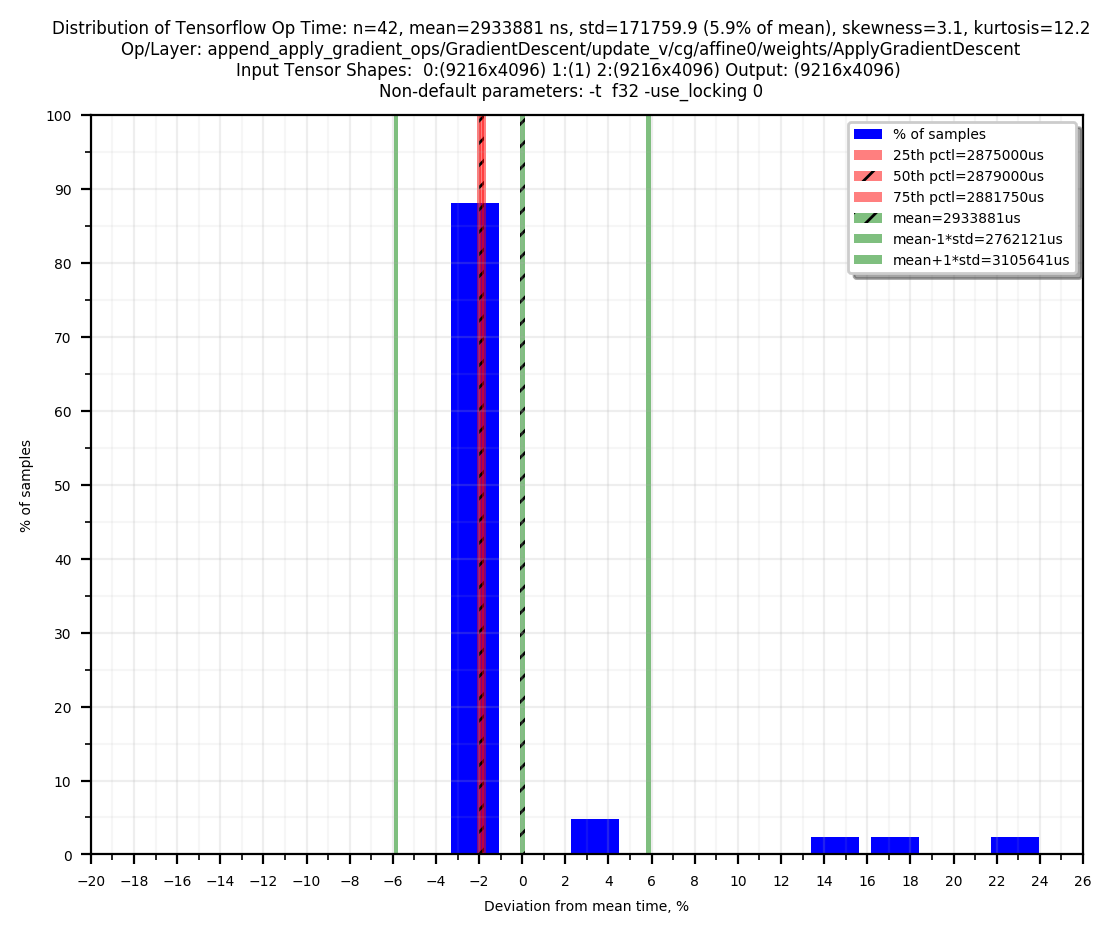 Distribution of Tensorflow Op Time: n=42, mean=2933881 ns, std=171759.9 (5.9% of mean), skewness=3.1, kurtosis=12.2
Op/Layer: append_apply_gradient_ops/GradientDescent/update_v/cg/affine0/weights/ApplyGradientDescent
Input Tensor Shapes:  0:(9216x4096) 1:(1) 2:(9216x4096) Output: (9216x4096)
Non-default parameters: -t  f32 -use_locking 0
% of samples
25th pctl=2875000us
50th pctl=2879000us
75th pctl=2881750us
mean=2933881us
mean-1*std=2762121us
mean+1*std=3105641us
100
90
80
70
60
50
40
30
20
10
0
% of samples
−20 −18 −16 −14 −12 −10 −8 −6 −4 −2 0 2 4 6 8 10 12 14 16 18 20 22 24 26
Deviation from mean time, %